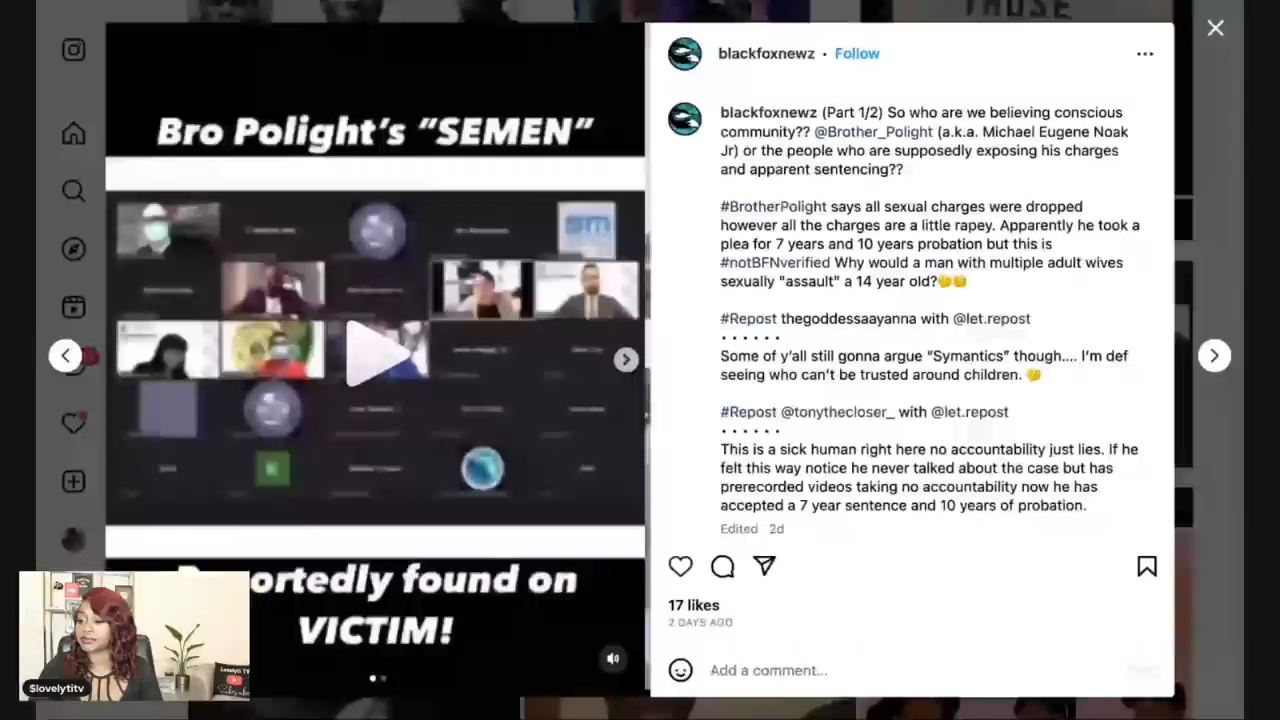 THOSE
Bro Polight's "SEMEN"
ortedly found on
VICTIM!
$lovelytitv
blackfoxnewz • Follow
blackfoxnewz (Part 1/2) So who are we believing conscious
community?? @Brother_Polight (a.k.a. Michael Eugene Noak
Jr) or the people who are supposedly exposing his charges
and apparent sentencing??
#BrotherPolight says all sexual charges were dropped
however all the charges are a little rapey. Apparently he took a
plea for 7 years and 10 years probation but this is
#notBFNverified Why would a man with multiple adult wives
sexually "assault" a 14 year old?
#Repost thegoddessaayanna with @let.repost
• • • • • •
Some of y'all still gonna argue “Symantics” though.... I'm def
seeing who can't be trusted around children.
#Repost @tonythecloser_ with @let.repost
• • • • • •
This is a sick human right here no accountability just lies. If he
felt this way notice he never talked about the case but has
prerecorded videos taking no accountability now he has
accepted a 7 year sentence and 10 years of probation.
Edited 2d
17 likes
2 DAYS AGO
Add a comment...